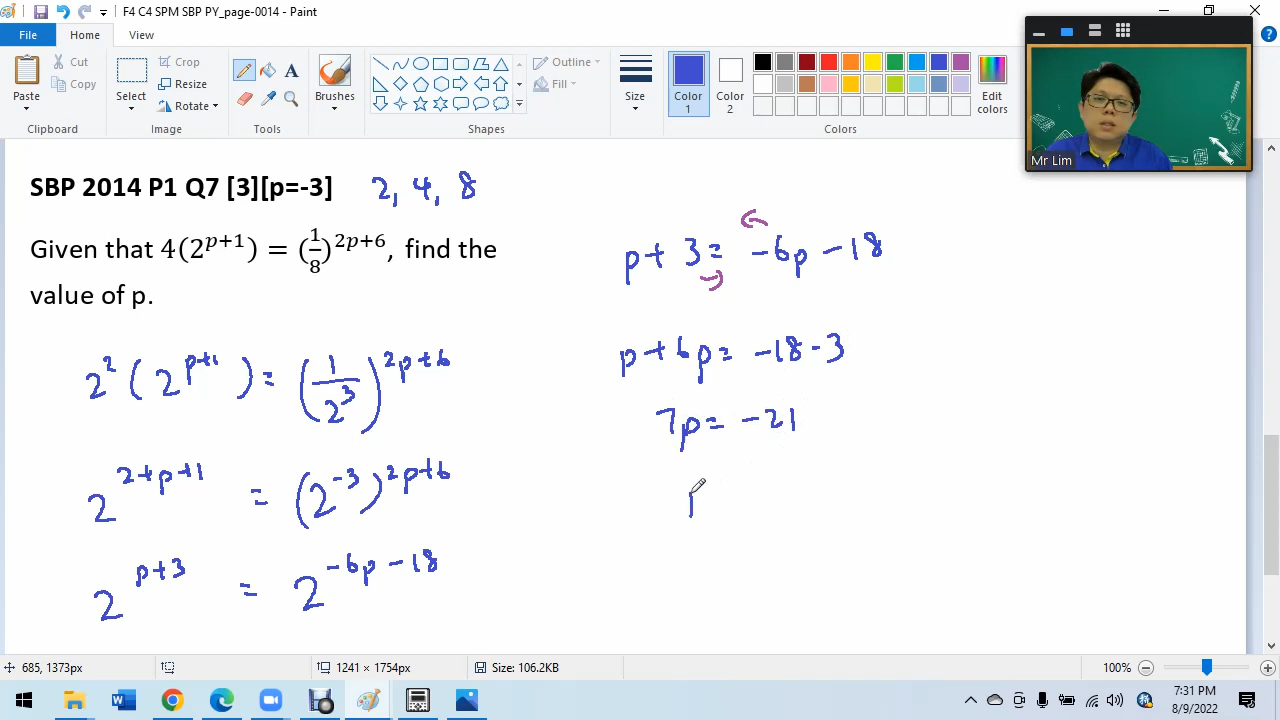 F4 C4 SPM SBP PY_page-0014 - Paint
File Home View
Paste Cut Copy Clipboard
Select Crop Resize Rotate Image
Tools
Brushes
Outline Fill Shapes
Size
Color 1 Color 2 Edit colors Colors
Mr Lim
SBP 2014 P1 Q7 [3][p=-3] 2, 4, 8
Given that 4(2^{p+1}) = (1/8)^{2p+6}, find the
value of p.
2^2 (2^{p+1}) = (1/2^3)^{2p+6}
2^{2+p+1} = (2^{-3})^{2p+6}
2^{p+3} = 2^{-6p-18}
p+3 = -6p-18
p+6p = -18-3
7p = -21
685, 1373px 1241 × 1754px Size: 106.2KB 100%
7:31 PM
8/9/2022